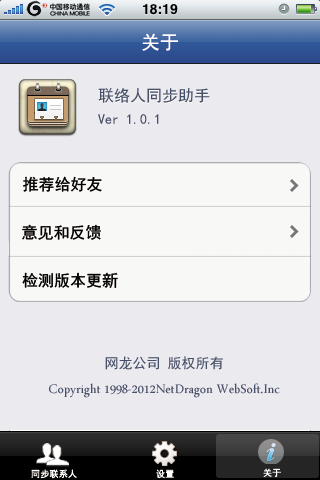 中国移动通信
CHINA MOBILE
18:19
关于
联络人同步助手
Ver 1.0.1
推荐给好友
意见和反馈
检测版本更新
网龙公司 版权所有
Copyright 1998-2012NetDragon WebSoft.Inc
同步联系人 设置 关于